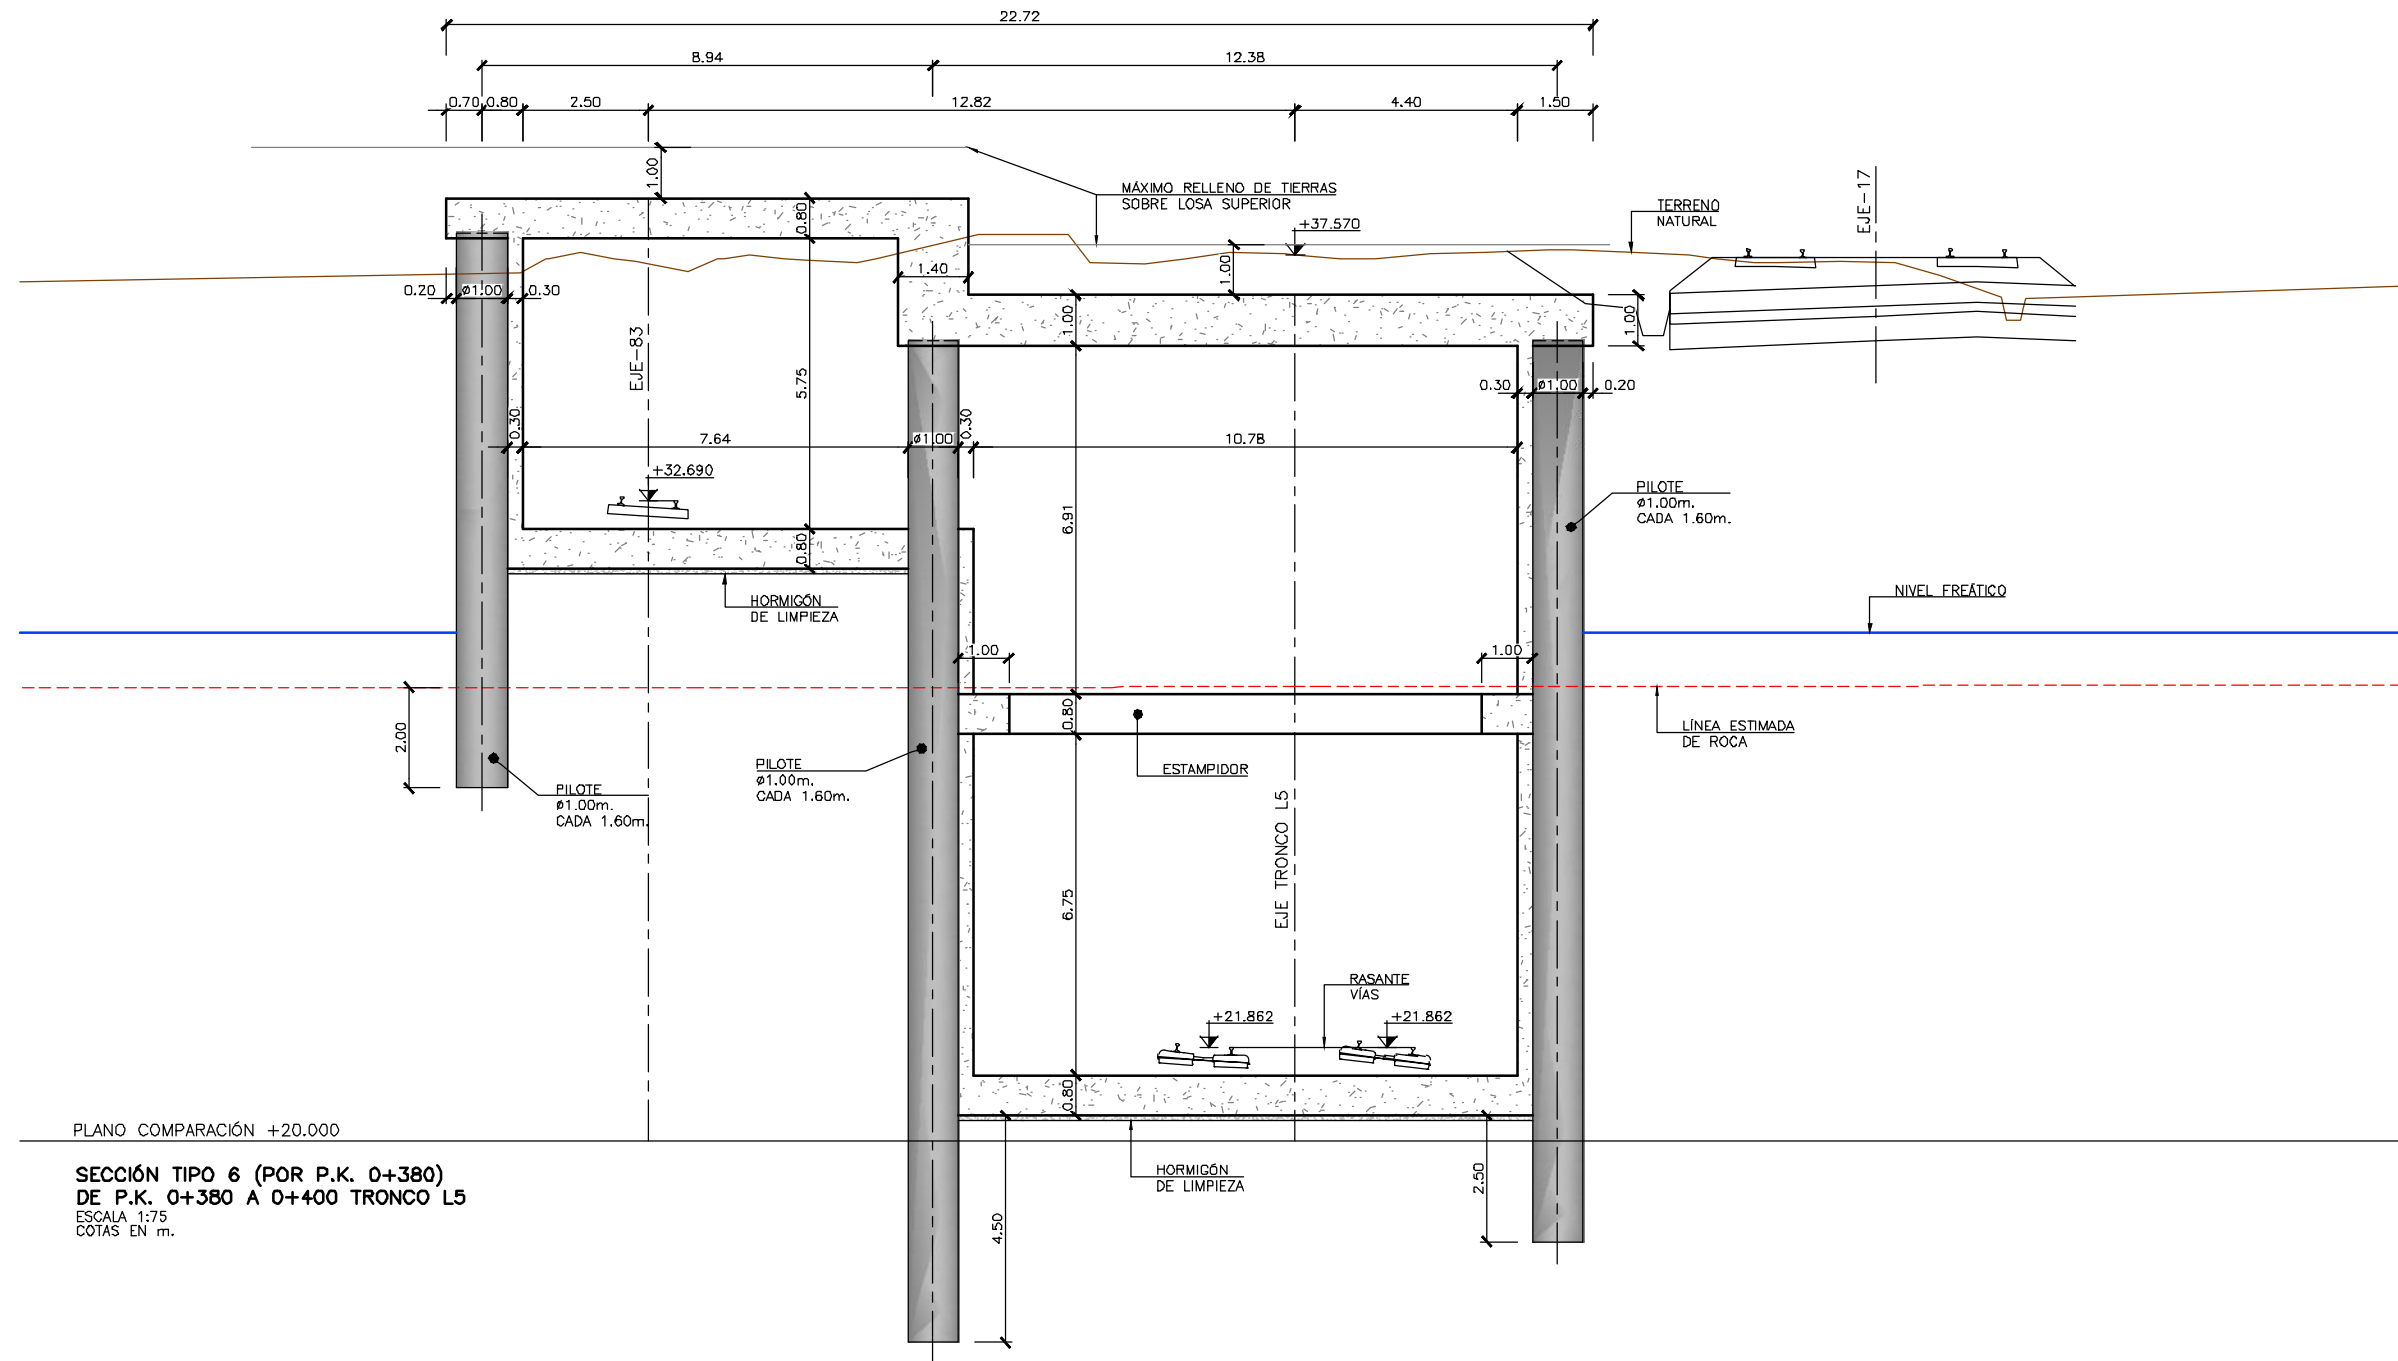 22.72
8.94
12.38
0.70
0.80
2.50
12.82
4.40
1.50
1.00
MÁXIMO RELLENO DE TIERRAS
SOBRE LOSA SUPERIOR
+37.570
TERRENO
NATURAL
EJE-17
0.80
1.40
1.00
0.20
ø1.00
0.30
1.00
1.00
EJE-83
5.75
0.30
ø1.00
0.20
0.30
7.64
ø1.00
0.30
10.78
+32.690
6.91
PILOTE
ø1.00m.
CADA 1.60m.
0.80
HORMIGÓN
DE LIMPIEZA
NIVEL FREÁTICO
1.00
1.00
2.00
0.80
LÍNEA ESTIMADA
DE ROCA
PILOTE
ø1.00m.
CADA 1.60m.
PILOTE
ø1.00m.
CADA 1.60m.
ESTAMPIDOR
EJE TRONCO L5
6.75
RASANTE
VÍAS
+21.862
+21.862
0.80
PLANO COMPARACIÓN +20.000
HORMIGÓN
DE LIMPIEZA
2.50
4.50
SECCIÓN TIPO 6 (POR P.K. 0+380)
DE P.K. 0+380 A 0+400 TRONCO L5
ESCALA 1:75
COTAS EN m.